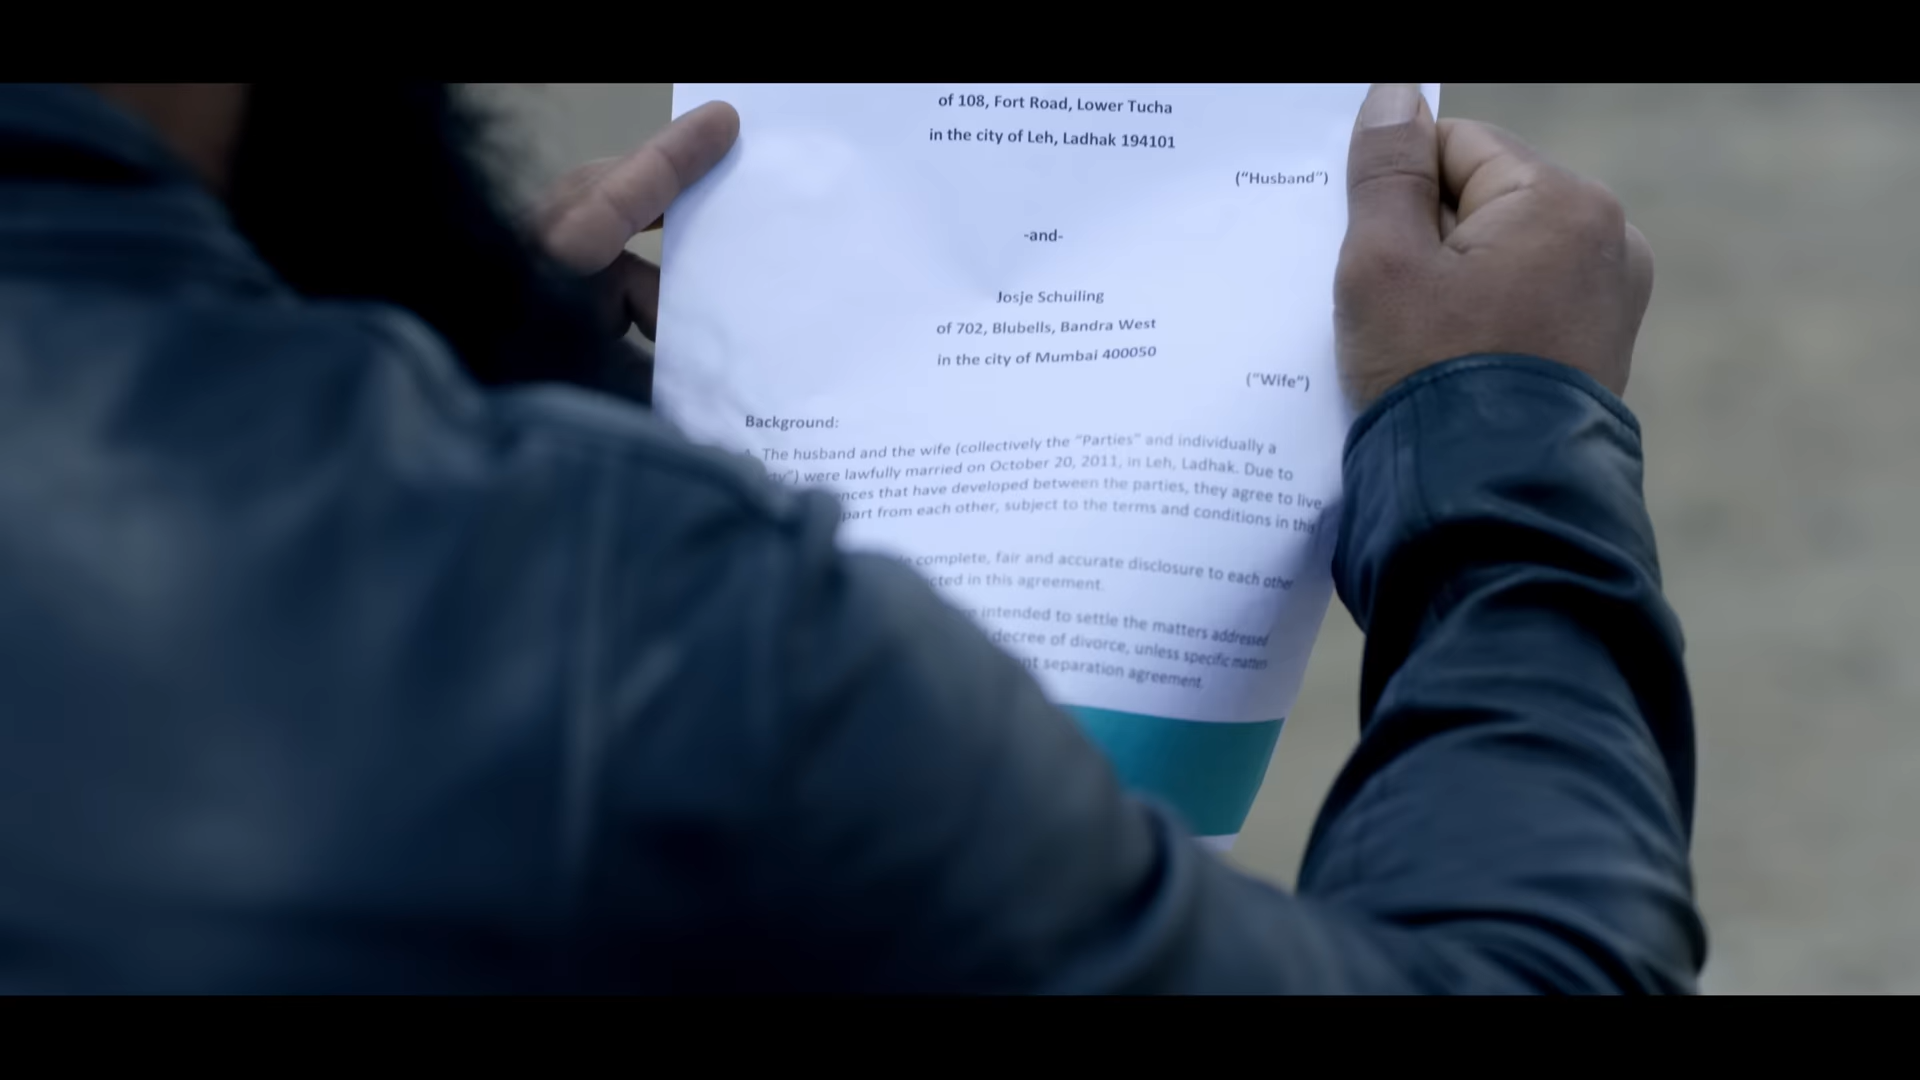 of 108, Fort Road, Lower Tucha
in the city of Leh, Ladhak 194101
("Husband")
-and-
Josje Schuiling
of 702, Blubells, Bandra West
in the city of Mumbai 400050
("Wife")
Background:
The husband and the wife (collectively the "Parties" and individually a
were lawfully married on October 20, 2011, in Leh, Ladhak. Due to
that have developed between the parties, they agree to live
from each other, subject to the terms and conditions in this
complete, fair and accurate disclosure to each other
in this agreement.
intended to settle the matters addressed
decree of divorce, unless specific matters
separation agreement.